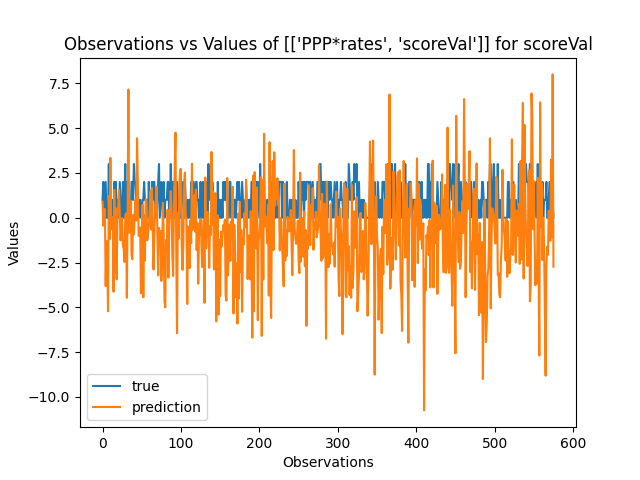 Observations vs Values of [['PPP*rates', 'scoreVal']] for scoreVal
7.5
5.0
2.5
0.0
−2.5
−5.0
−7.5
−10.0
Values
true
prediction
0 100 200 300 400 500 600
Observations